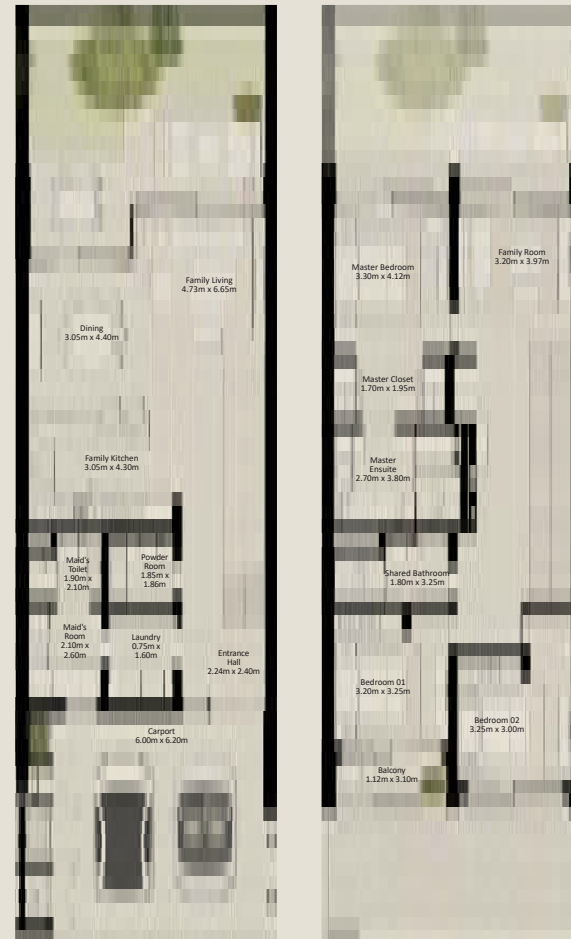 Family Living
4.73m x 6.65m
Dining
3.05m x 4.40m
Family Kitchen
3.05m x 4.30m
Maid's
Toilet
1.90m x
2.10m
Powder
Room
1.85m x
1.86m
Maid's
Room
2.10m x
2.60m
Laundry
0.75m x
1.60m
Entrance
Hall
2.24m x 2.40m
Carport
6.00m x 6.20m
Master Bedroom
3.30m x 4.12m
Family Room
3.20m x 3.97m
Master Closet
1.70m x 1.95m
Master
Ensuite
2.70m x 3.80m
Shared Bathroom
1.80m x 3.25m
Bedroom 01
3.20m x 3.25m
Bedroom 02
3.25m x 3.00m
Balcony
1.12m x 3.10m